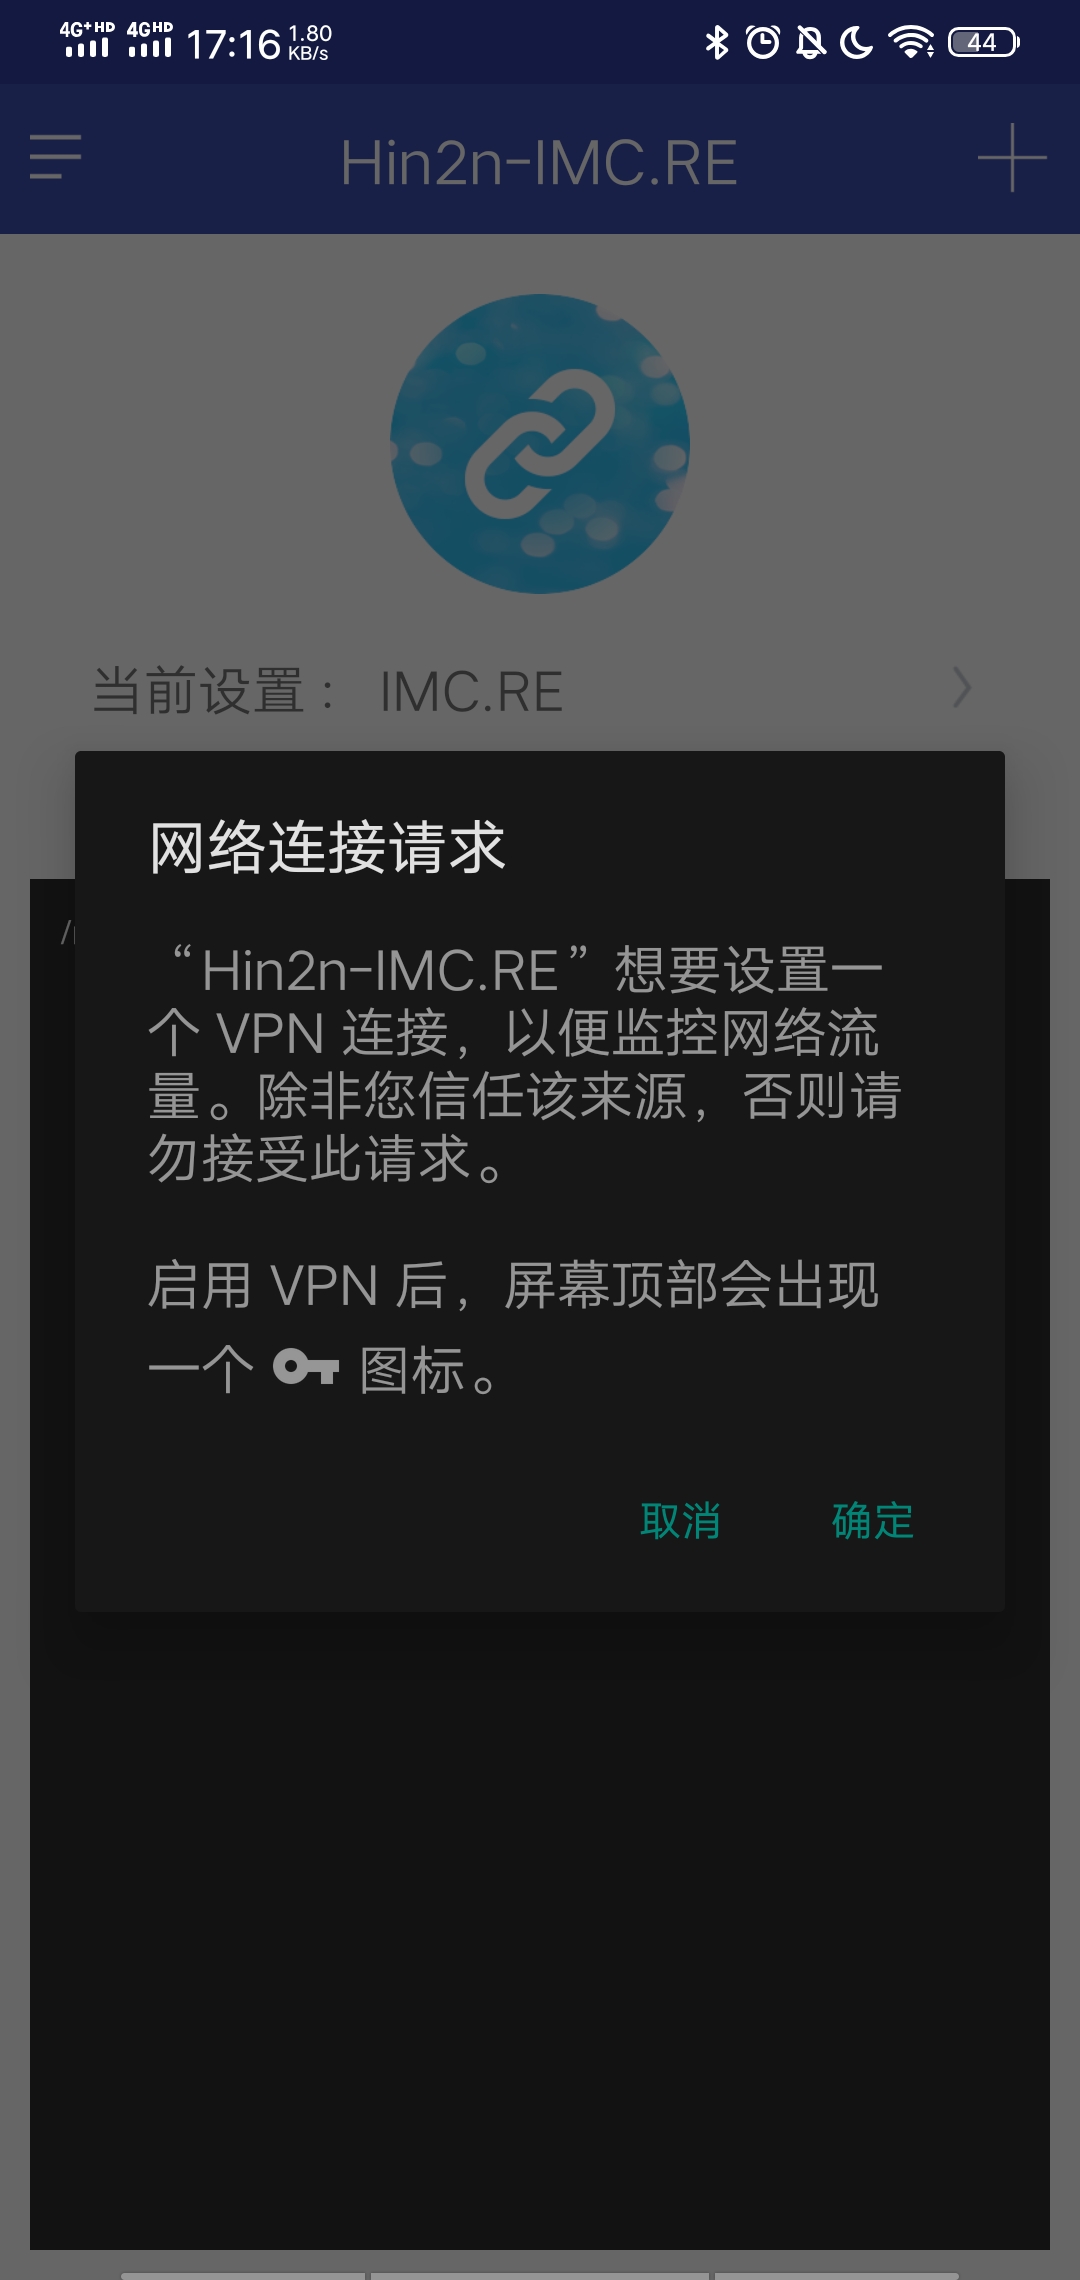 4G+HD 4GHD 17:16 1.80 KB/s 44
Hin2n-IMC.RE
当前设置： IMC.RE
网络连接请求
“Hin2n-IMC.RE”想要设置一
个 VPN 连接，以便监控网络流
量。除非您信任该来源，否则请
勿接受此请求。
启用 VPN 后，屏幕顶部会出现
一个 图标。
取消 确定